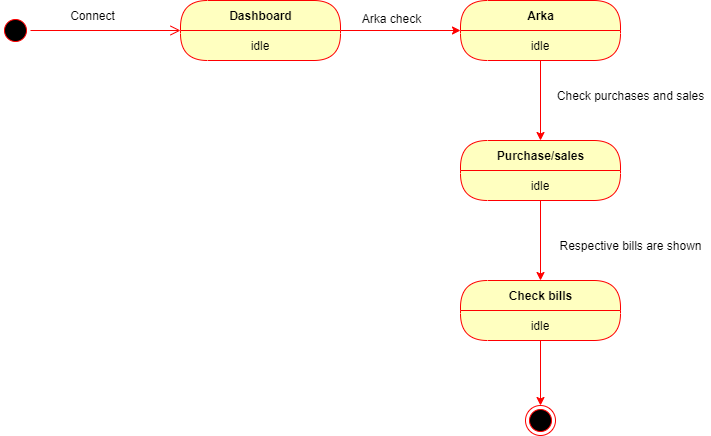 Connect
Dashboard
idle
Arka check
Arka
idle
Check purchases and sales
Purchase/sales
idle
Respective bills are shown
Check bills
idle